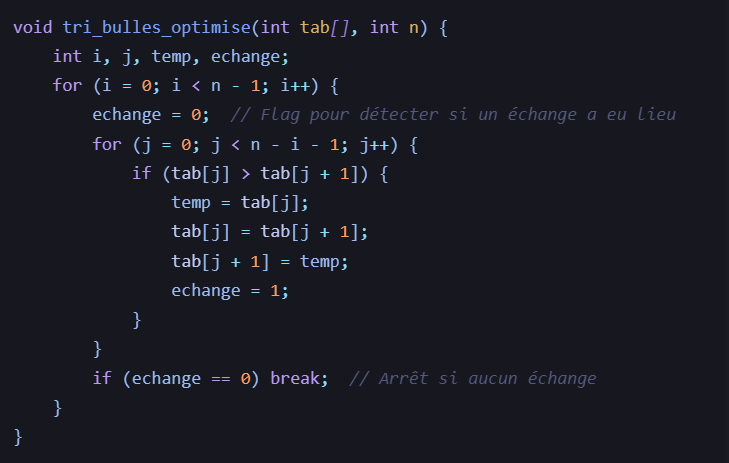 void tri_bulles_optimise(int tab[], int n) {
    int i, j, temp, echange;
    for (i = 0; i < n - 1; i++) {
        echange = 0;  // Flag pour détecter si un échange a eu lieu
        for (j = 0; j < n - i - 1; j++) {
            if (tab[j] > tab[j + 1]) {
                temp = tab[j];
                tab[j] = tab[j + 1];
                tab[j + 1] = temp;
                echange = 1;
            }
        }
        if (echange == 0) break;  // Arrêt si aucun échange
    }
}